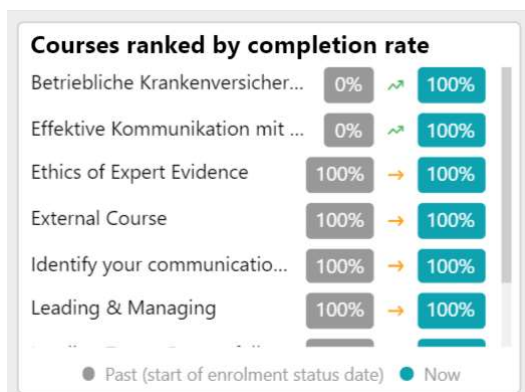 Courses ranked by completion rate
Betriebliche Krankenversicher... 0% 100%
Effektive Kommunikation mit ... 0% 100%
Ethics of Expert Evidence 100% → 100%
External Course 100% → 100%
Identify your communicatio... 100% → 100%
Leading & Managing 100% → 100%
Past (start of enrolment status date) Now